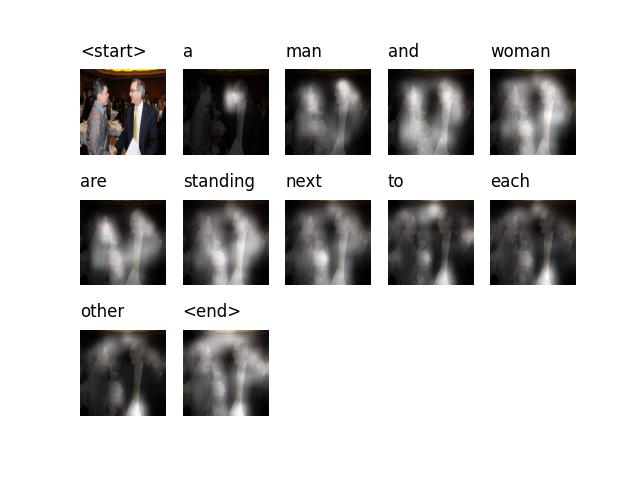 <start> a man and woman
are standing next to each
other <end>